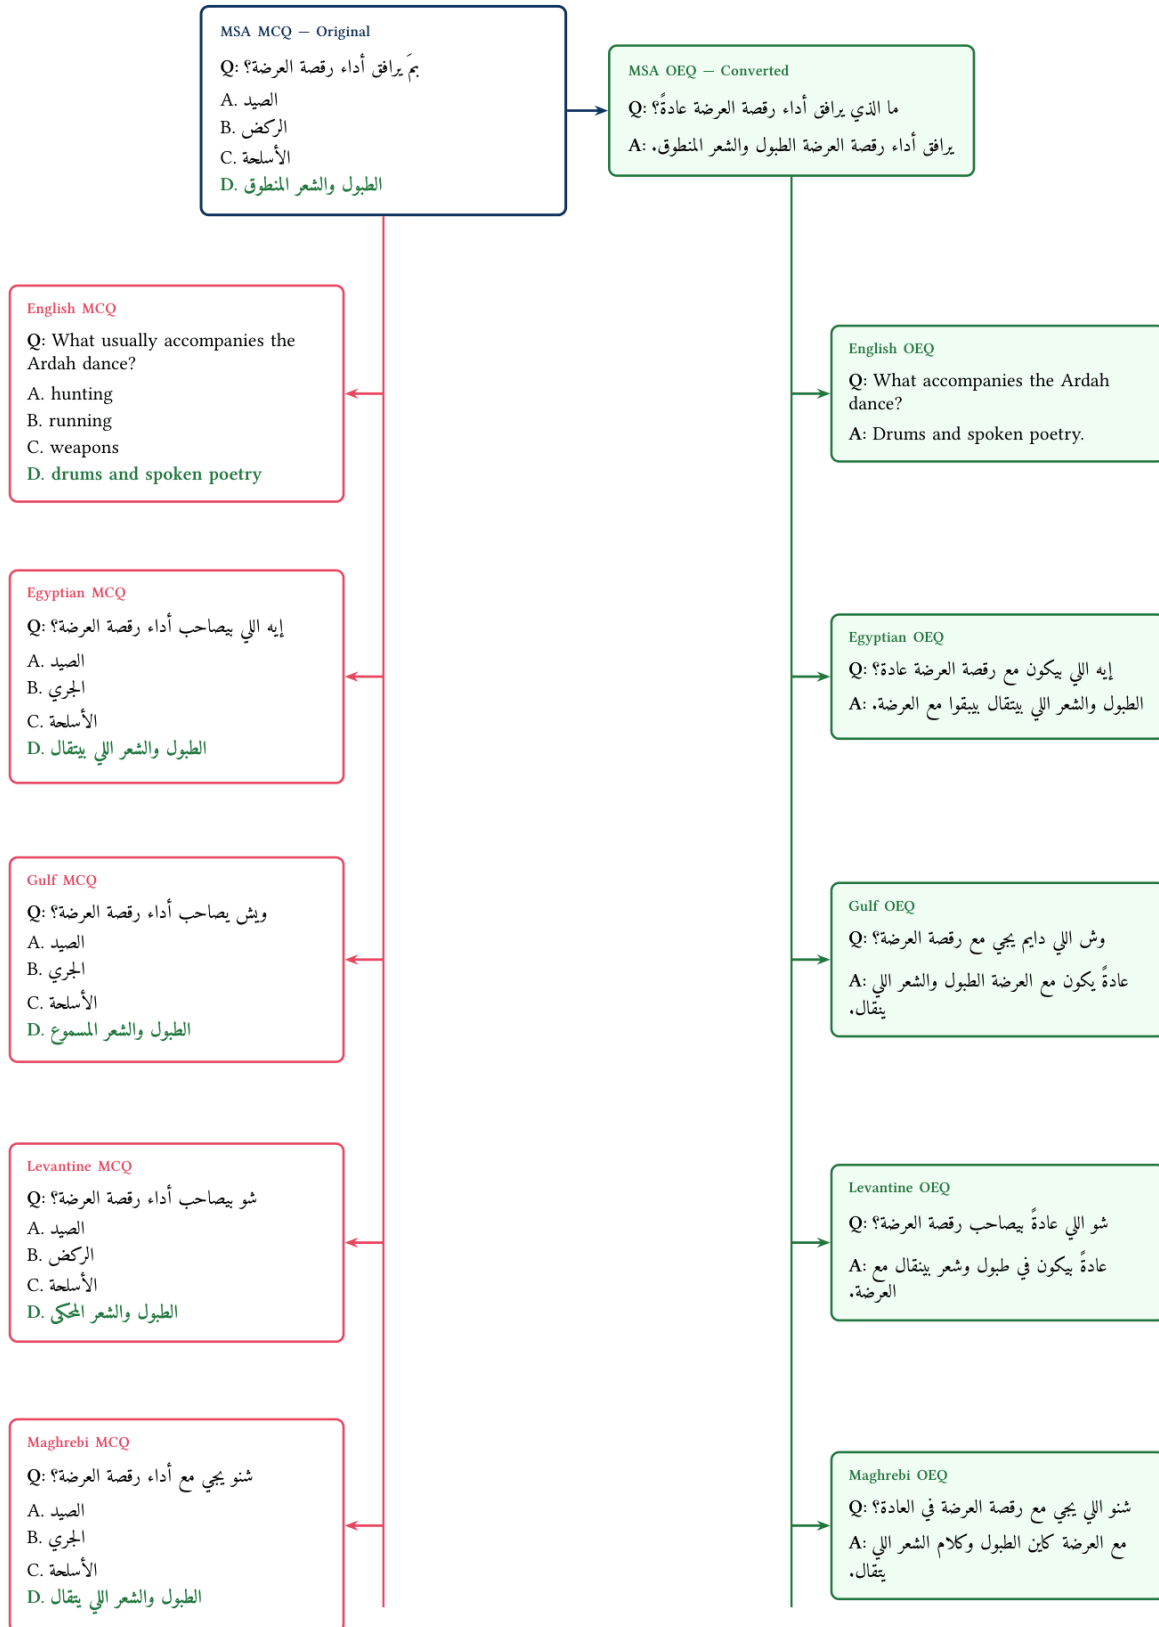 MSA MCQ — Original
Q: بمَ يرافق أداء رقصة العرضة؟
A. الصيد
B. الركض
C. الأسلحة
D. الطبول والشعر المنطوق
MSA OEQ — Converted
Q: ما الذي يرافق أداء رقصة العرضة عادةً؟
A: يرافق أداء رقصة العرضة الطبول والشعر المنطوق.
English MCQ
Q: What usually accompanies the
Ardah dance?
A. hunting
B. running
C. weapons
D. drums and spoken poetry
English OEQ
Q: What accompanies the Ardah
dance?
A: Drums and spoken poetry.
Egyptian MCQ
Q: إيه اللي بيصاحب أداء رقصة العرضة؟
A. الصيد
B. الجري
C. الأسلحة
D. الطبول والشعر اللي بيتقال
Egyptian OEQ
Q: إيه اللي بيكون مع رقصة العرضة عادة؟
A: الطبول والشعر اللي بيتقال بيبقوا مع العرضة.
Gulf MCQ
Q: ويش يصاحب أداء رقصة العرضة؟
A. الصيد
B. الجري
C. الأسلحة
D. الطبول والشعر المسموع
Gulf OEQ
Q: وش اللي دايم يجي مع رقصة العرضة؟
A: عادةً يكون مع العرضة الطبول والشعر اللي
ينقال.
Levantine MCQ
Q: شو بيصاحب أداء رقصة العرضة؟
A. الصيد
B. الركض
C. الأسلحة
D. الطبول والشعر المحكى
Levantine OEQ
Q: شو اللي عادةً بيصاحب رقصة العرضة؟
A: عادةً بيكون في طبول وشعر بينقال مع
العرضة.
Maghrebi MCQ
Q: شنو يجي مع أداء رقصة العرضة؟
A. الصيد
B. الجري
C. الأسلحة
D. الطبول والشعر اللي يتقال
Maghrebi OEQ
Q: شنو اللي يجي مع رقصة العرضة في العادة؟
A: مع العرضة كاين الطبول وكلام الشعر اللي
يتقال.